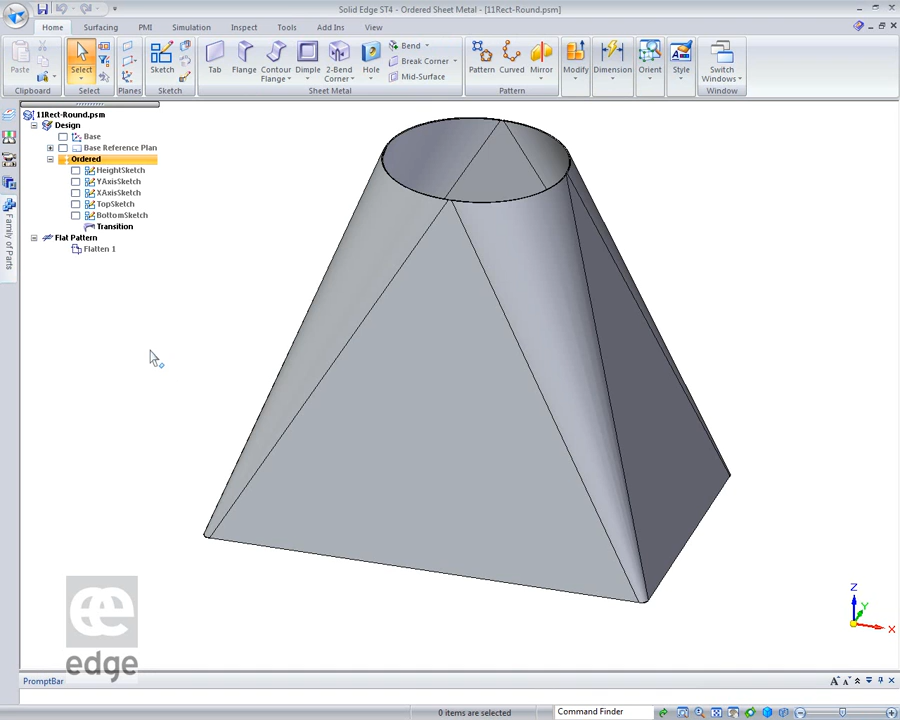 Solid Edge ST4 - Ordered Sheet Metal - [11Rect-Round.psm]
Home Surfacing PMI Simulation Inspect Tools Add Ins View
Paste Select Sketch Tab Flange Contour Flange Dimple 2-Bend Corner Hole Bend Break Corner Mid-Surface Pattern Curved Mirror Modify Dimension Orient Style Switch Windows
Clipboard Select Planes Sketch Sheet Metal Pattern Window
11Rect-Round.psm
Design
Base
Base Reference Plan
Ordered
HeightSketch
YAxisSketch
XAxisSketch
TopSketch
BottomSketch
Transition
Flat Pattern
Flatten 1
Family of Parts
Z
Y
X
edge
PromptBar
0 items are selected
Command Finder